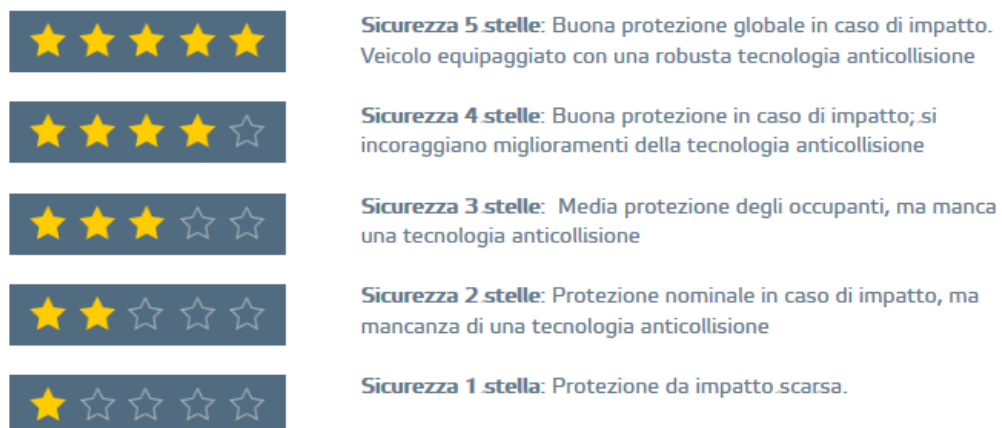 Sicurezza 5 stelle: Buona protezione globale in caso di impatto.
Veicolo equipaggiato con una robusta tecnologia anticollisione
Sicurezza 4 stelle: Buona protezione in caso di impatto; si
incoraggiano miglioramenti della tecnologia anticollisione
Sicurezza 3 stelle: Media protezione degli occupanti, ma manca
una tecnologia anticollisione
Sicurezza 2 stelle: Protezione nominale in caso di impatto, ma
mancanza di una tecnologia anticollisione
Sicurezza 1 stella: Protezione da impatto scarsa.